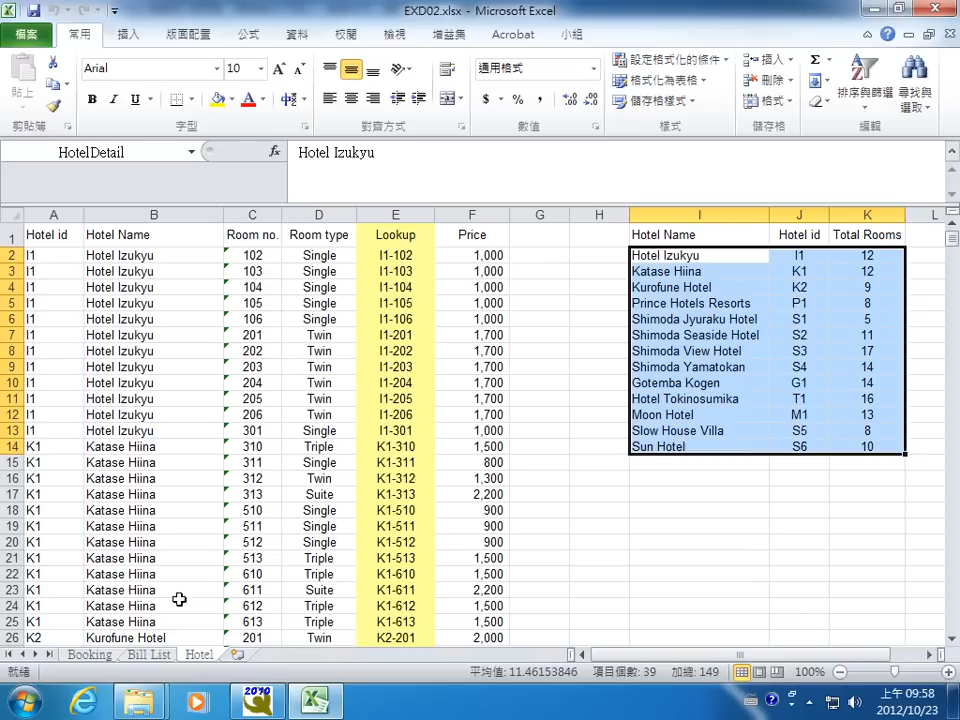 EXD02.xlsx - Microsoft Excel
檔案 常用 插入 版面配置 公式 資料 校閱 檢視 增益集 Acrobat 小組
Arial 10 通用格式 設定格式化的條件 插入 Σ
貼上 格式化為表格 刪除 排序與篩選 尋找與選取
B I U A 中 $ % , 儲存格樣式 格式
剪貼簿 字型 對齊方式 數值 樣式 儲存格 編輯
HotelDetail fx Hotel Izukyu
A B C D E F G H I J K L
1 Hotel id Hotel Name Room no. Room type Lookup Price Hotel Name Hotel id Total Rooms
2 I1 Hotel Izukyu 102 Single I1-102 1,000 Hotel Izukyu I1 12
3 I1 Hotel Izukyu 103 Single I1-103 1,000 Katase Hiina K1 12
4 I1 Hotel Izukyu 104 Single I1-104 1,000 Kurofune Hotel K2 9
5 I1 Hotel Izukyu 105 Single I1-105 1,000 Prince Hotels Resorts P1 8
6 I1 Hotel Izukyu 106 Single I1-106 1,000 Shimoda Jyuraku Hotel S1 5
7 I1 Hotel Izukyu 201 Twin I1-201 1,700 Shimoda Seaside Hotel S2 11
8 I1 Hotel Izukyu 202 Twin I1-202 1,700 Shimoda View Hotel S3 17
9 I1 Hotel Izukyu 203 Twin I1-203 1,700 Shimoda Yamatokan S4 14
10 I1 Hotel Izukyu 204 Twin I1-204 1,700 Gotemba Kogen G1 14
11 I1 Hotel Izukyu 205 Twin I1-205 1,700 Hotel Tokinosumika T1 16
12 I1 Hotel Izukyu 206 Twin I1-206 1,700 Moon Hotel M1 13
13 I1 Hotel Izukyu 301 Single I1-301 1,000 Slow House Villa S5 8
14 K1 Katase Hiina 310 Triple K1-310 1,500 Sun Hotel S6 10
15 K1 Katase Hiina 311 Single K1-311 800
16 K1 Katase Hiina 312 Twin K1-312 1,300
17 K1 Katase Hiina 313 Suite K1-313 2,200
18 K1 Katase Hiina 510 Single K1-510 900
19 K1 Katase Hiina 511 Single K1-511 900
20 K1 Katase Hiina 512 Single K1-512 900
21 K1 Katase Hiina 513 Triple K1-513 1,500
22 K1 Katase Hiina 610 Triple K1-610 1,500
23 K1 Katase Hiina 611 Suite K1-611 2,200
24 K1 Katase Hiina 612 Triple K1-612 1,500
25 K1 Katase Hiina 613 Triple K1-613 1,500
26 K2 Kurofune Hotel 201 Twin K2-201 2,000
Booking Bill List Hotel
就緒 平均值: 11.46153846 項目個數: 39 加總: 149 100%
2010 上午 09:58
2012/10/23